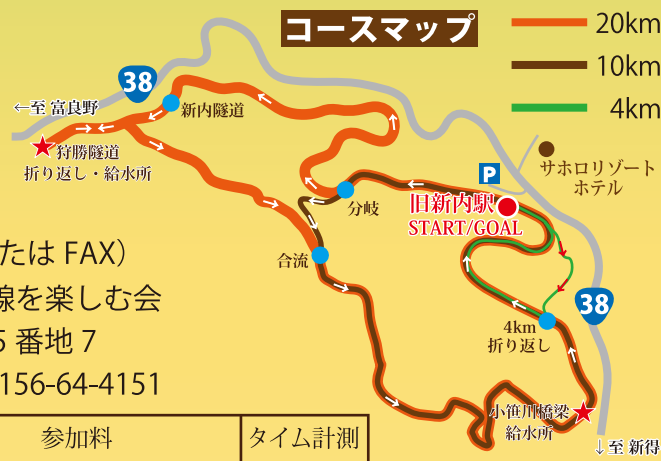 コースマップ
20km
10km
4km
38
←至 富良野
新内隧道
狩勝隧道
折り返し・給水所
P
サホロリゾート
ホテル
旧新内駅
START/GOAL
分岐
合流
38
4km
折り返し
小笹川橋梁
給水所
↓至 新得
たは FAX）
線を楽しむ会
5 番地 7
156-64-4151
参加料
タイム計測